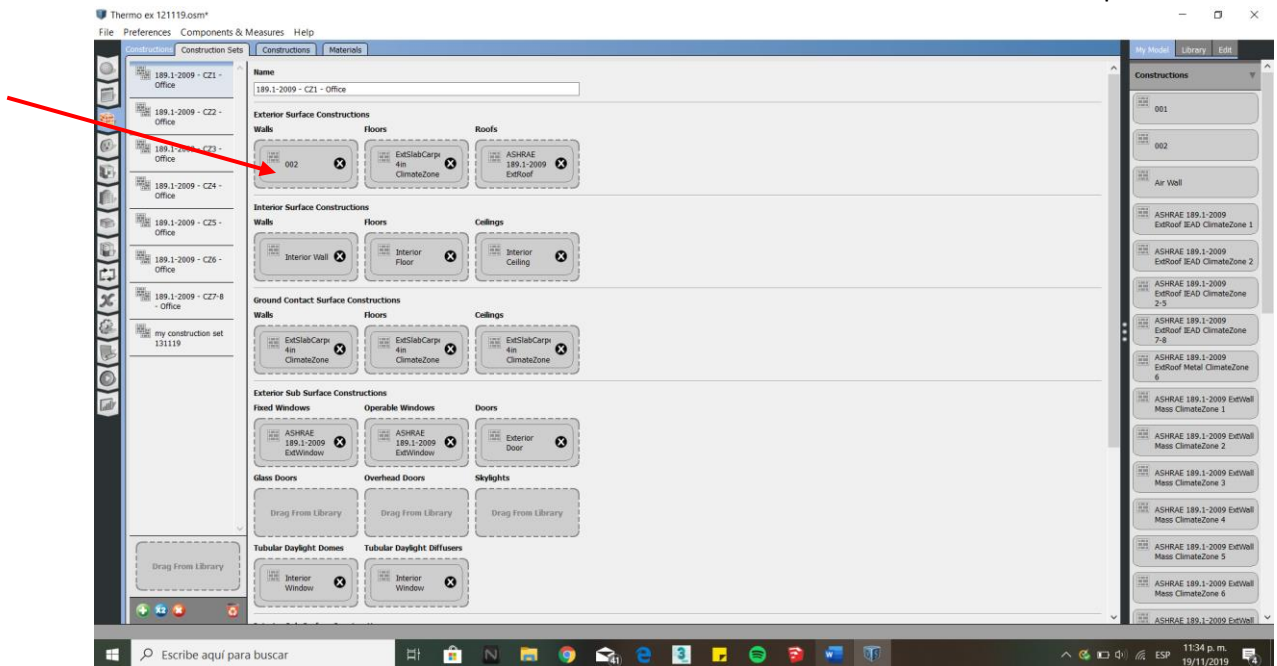 Thermo ex 121119.osm*
File Preferences Components & Measures Help
Constructions Construction Sets Constructions Materials
My Model Library Edit
189.1-2009 - CZ1 -
Office
189.1-2009 - CZ2 -
Office
189.1-2009 - CZ3 -
Office
189.1-2009 - CZ4 -
Office
189.1-2009 - CZ5 -
Office
189.1-2009 - CZ6 -
Office
189.1-2009 - CZ7-8
- Office
my construction set
131119
Drag From Library
Name
189.1-2009 - CZ1 - Office
Exterior Surface Constructions
Walls Floors Roofs
002
ExtSlabCarpe
4in
ClimateZone
ASHRAE
189.1-2009
ExtRoof
Interior Surface Constructions
Walls Floors Ceilings
Interior Wall
Interior
Floor
Interior
Ceiling
Ground Contact Surface Constructions
Walls Floors Ceilings
ExtSlabCarpe
4in
ClimateZone
ExtSlabCarpe
4in
ClimateZone
ExtSlabCarpe
4in
ClimateZone
Exterior Sub Surface Constructions
Fixed Windows Operable Windows Doors
ASHRAE
189.1-2009
ExtWindow
ASHRAE
189.1-2009
ExtWindow
Exterior
Door
Glass Doors Overhead Doors Skylights
Drag From Library Drag From Library Drag From Library
Tubular Daylight Domes Tubular Daylight Diffusers
Interior
Window
Interior
Window
Constructions
001
002
Air Wall
ASHRAE 189.1-2009
ExtRoof IEAD ClimateZone 1
ASHRAE 189.1-2009
ExtRoof IEAD ClimateZone 2
ASHRAE 189.1-2009
ExtRoof IEAD ClimateZone
2-5
ASHRAE 189.1-2009
ExtRoof IEAD ClimateZone
7-8
ASHRAE 189.1-2009
ExtRoof Metal ClimateZone
6
ASHRAE 189.1-2009 ExtWall
Mass ClimateZone 1
ASHRAE 189.1-2009 ExtWall
Mass ClimateZone 2
ASHRAE 189.1-2009 ExtWall
Mass ClimateZone 3
ASHRAE 189.1-2009 ExtWall
Mass ClimateZone 4
ASHRAE 189.1-2009 ExtWall
Mass ClimateZone 5
ASHRAE 189.1-2009 ExtWall
Mass ClimateZone 6
ASHRAE 189.1-2009 ExtWall
Escribe aquí para buscar
41
ESP
11:34 p. m.
19/11/2019